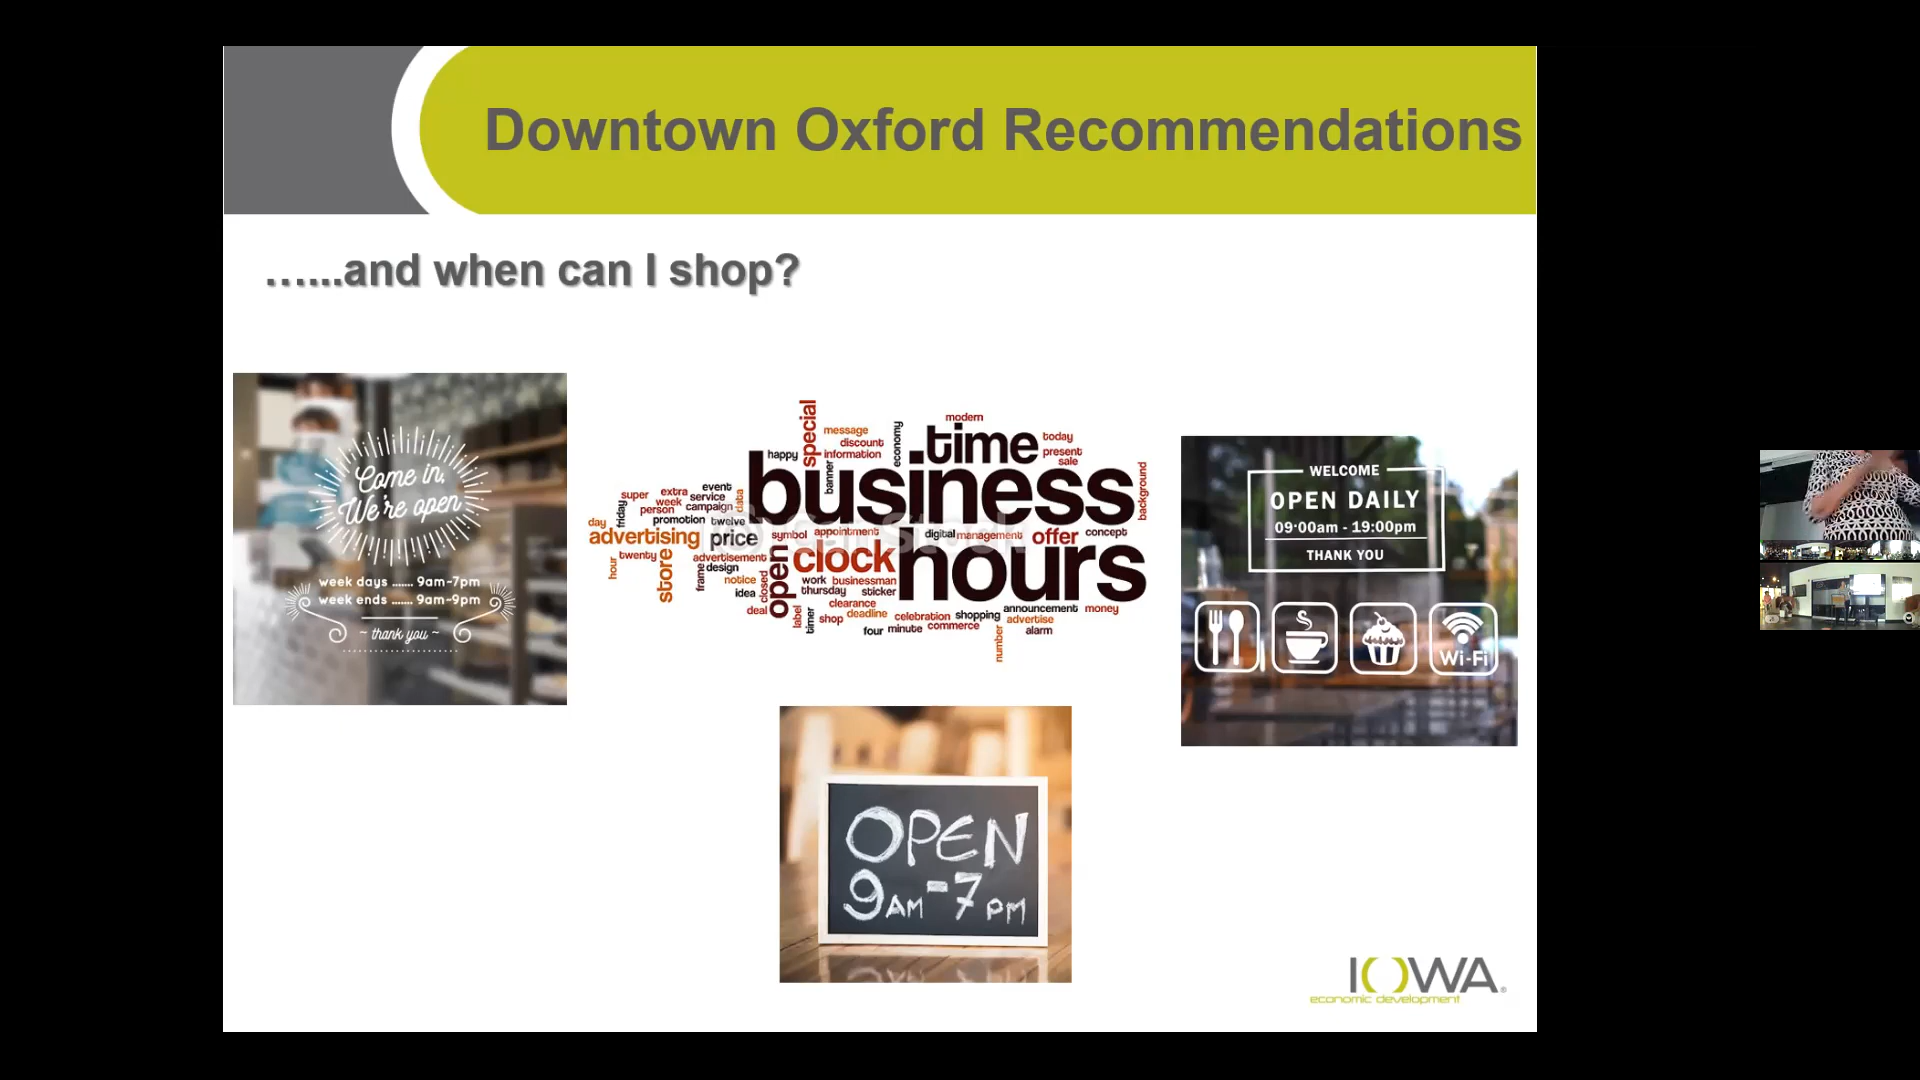 Downtown Oxford Recommendations
…...and when can I shop?
Come in,
We're open
week days ....... 9am-7pm
week ends ....... 9am-9pm
~ thank you ~
special
message
discount
information
happy
banner
economy
modern
time
today
present
sale
background
business
hours
event
service
campaign
data
super
extra
week
person
friday
promotion
twelve
day
advertising
price
symbol
appointment
digital
management
offer
concept
twenty
hour
store
advertisement
frame
design
notice
idea
closed
open
clock
work
businessman
thursday
sticker
deal
label
timer
clearance
shop
deadline
celebration
shopping
announcement
money
advertise
four
minute
commerce
number
alarm
WELCOME
OPEN DAILY
09:00am - 19:00pm
THANK YOU
Wi-Fi
OPEN
9AM-7PM
IOWA®
economic development